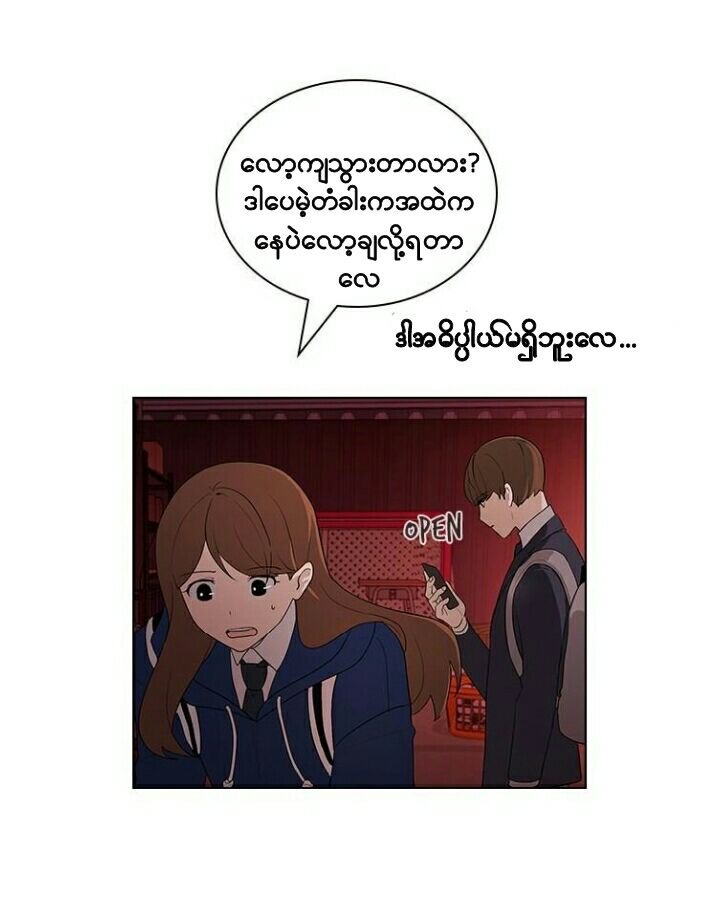 လော့ကျသွားတာလား?
ဒါပေမဲ့တံခါးကအထဲက
နေပဲလော့ချလို့ရတာ
လေ
ဒါအဓိပ္ပါယ်မရှိဘူးလေ...
OPEN